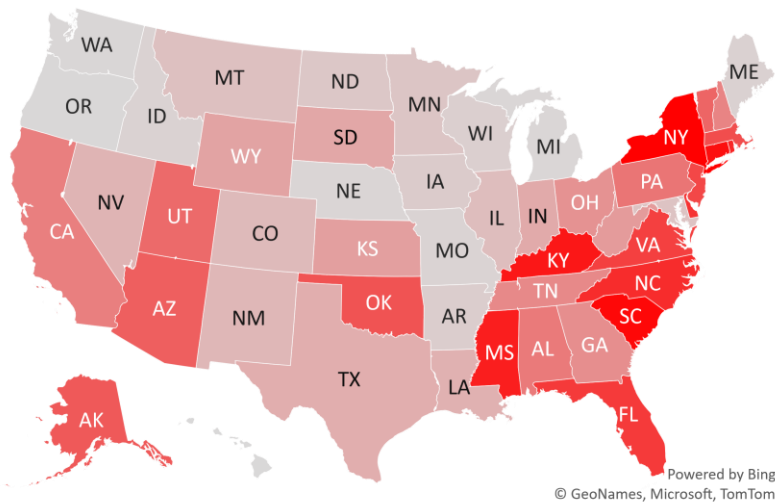 WA
MT
ND
ME
OR
ID
MN
WI
MI
NY
SD
WY
NV
UT
NE
IA
PA
CA
CO
IL
IN
OH
KS
MO
KY
VA
AZ
NM
OK
AR
TN
NC
SC
TX
LA
MS
AL
GA
AK
FL
Powered by Bing
© GeoNames, Microsoft, TomTom